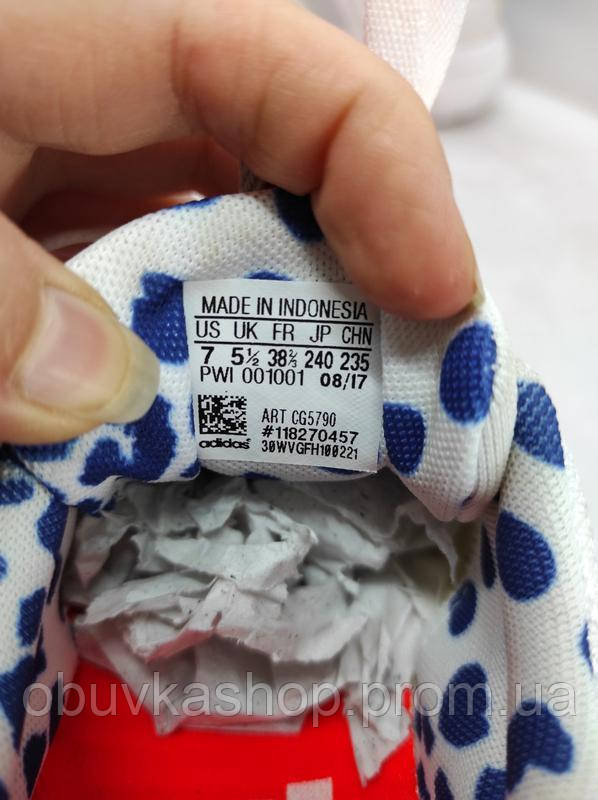 MADE IN INDONESIA
US UK FR JP CHN
7 5½ 38⅔ 240 235
PWI 001001 08/17
ART CG5790
adidas #118270457
30WVGFH100221
obuvkashop.prom.ua